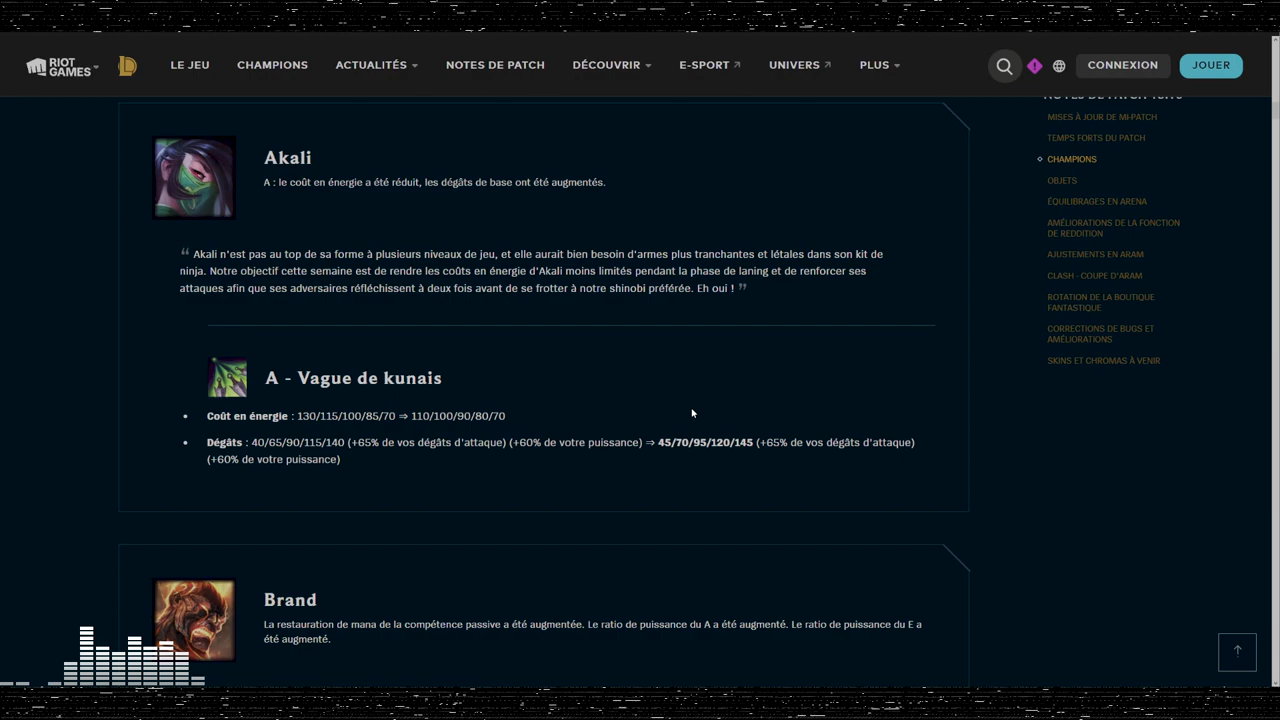 RIOT GAMES
LE JEU
CHAMPIONS
ACTUALITÉS
NOTES DE PATCH
DÉCOUVRIR
E-SPORT
UNIVERS
PLUS
CONNEXION
JOUER
Akali
A : le coût en énergie a été réduit, les dégâts de base ont été augmentés.
“ Akali n'est pas au top de sa forme à plusieurs niveaux de jeu, et elle aurait bien besoin d'armes plus tranchantes et létales dans son kit de
ninja. Notre objectif cette semaine est de rendre les coûts en énergie d'Akali moins limités pendant la phase de laning et de renforcer ses
attaques afin que ses adversaires réfléchissent à deux fois avant de se frotter à notre shinobi préférée. Eh oui ! ”
A - Vague de kunais
• Coût en énergie : 130/115/100/85/70 ⇒ 110/100/90/80/70
• Dégâts : 40/65/90/115/140 (+65% de vos dégâts d'attaque) (+60% de votre puissance) ⇒ 45/70/95/120/145 (+65% de vos dégâts d'attaque)
(+60% de votre puissance)
Brand
La restauration de mana de la compétence passive a été augmentée. Le ratio de puissance du A a été augmenté. Le ratio de puissance du E a
été augmenté.
MISES À JOUR DE MI-PATCH
TEMPS FORTS DU PATCH
CHAMPIONS
OBJETS
ÉQUILIBRAGES EN ARENA
AMÉLIORATIONS DE LA FONCTION
DE REDDITION
AJUSTEMENTS EN ARAM
CLASH - COUPE D'ARAM
ROTATION DE LA BOUTIQUE
FANTASTIQUE
CORRECTIONS DE BUGS ET
AMÉLIORATIONS
SKINS ET CHROMAS À VENIR